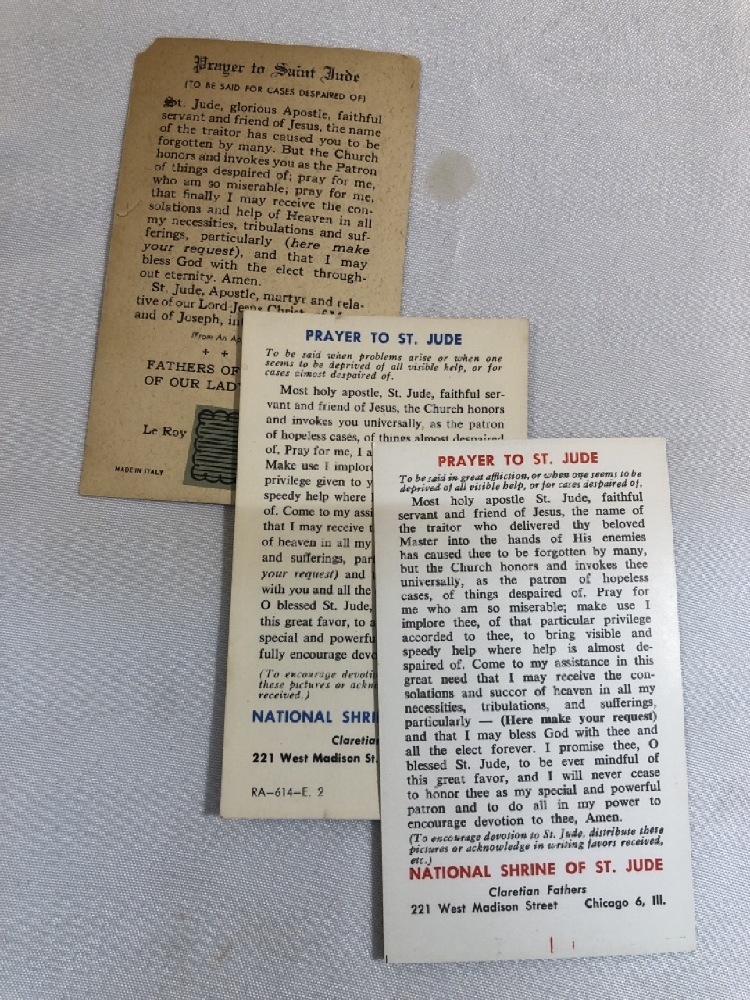 Prayer to Saint Jude
(TO BE SAID FOR CASES DESPAIRED OF)
St. Jude, glorious Apostle, faithful
servant and friend of Jesus, the name
of the traitor has caused you to be
forgotten by many. But the Church
honors and invokes you as the Patron
of things despaired of; pray for me,
who am so miserable; pray for me,
that finally I may receive the con-
solations and help of Heaven in all
my necessities, tribulations and suf-
ferings, particularly (here make
your request), and that I may
bless God with the elect through-
out eternity. Amen.
St. Jude, Apostle, martyr and rela-
tive of our Lord Jesus Christ, of
and of Joseph, in
(From An Ap
+ +
FATHERS OF
OF OUR LAD
Le Roy
MADE IN ITALY
PRAYER TO ST. JUDE
To be said when problems arise or when one
seems to be deprived of all visible help, or for
cases almost despaired of.
Most holy apostle, St. Jude, faithful ser-
vant and friend of Jesus, the Church honors
and invokes you universally, as the patron
of hopeless cases, of things almost despaired
of. Pray for me, I a
Make use I implore
privilege given to y
speedy help where
of. Come to my assi
that I may receive t
of heaven in all my
and sufferings, par
your request) and
with you and all the
O blessed St. Jude,
this great favor, to a
special and powerfu
fully encourage devo
(To encourage devoti
these pictures or ackn
received.)
NATIONAL SHRI
Claretia
221 West Madison St.
RA-614-E. 2
PRAYER TO ST. JUDE
To be said in great affliction, or when one seems to be
deprived of all visible help, or for cases despaired of.
Most holy apostle St. Jude, faithful
servant and friend of Jesus, the name of
the traitor who delivered thy beloved
Master into the hands of His enemies
has caused thee to be forgotten by many,
but the Church honors and invokes thee
universally, as the patron of hopeless
cases, of things despaired of. Pray for
me who am so miserable; make use I
implore thee, of that particular privilege
accorded to thee, to bring visible and
speedy help where help is almost de-
spaired of. Come to my assistance in this
great need that I may receive the con-
solations and succor of heaven in all my
necessities, tribulations, and sufferings,
particularly — (Here make your request)
and that I may bless God with thee and
all the elect forever. I promise thee, O
blessed St. Jude, to be ever mindful of
this great favor, and I will never cease
to honor thee as my special and powerful
patron and to do all in my power to
encourage devotion to thee, Amen.
(To encourage devotion to St. Jude, distribute these
pictures or acknowledge in writing favors received,
etc.)
NATIONAL SHRINE OF ST. JUDE
Claretian Fathers
221 West Madison Street Chicago 6, Ill.